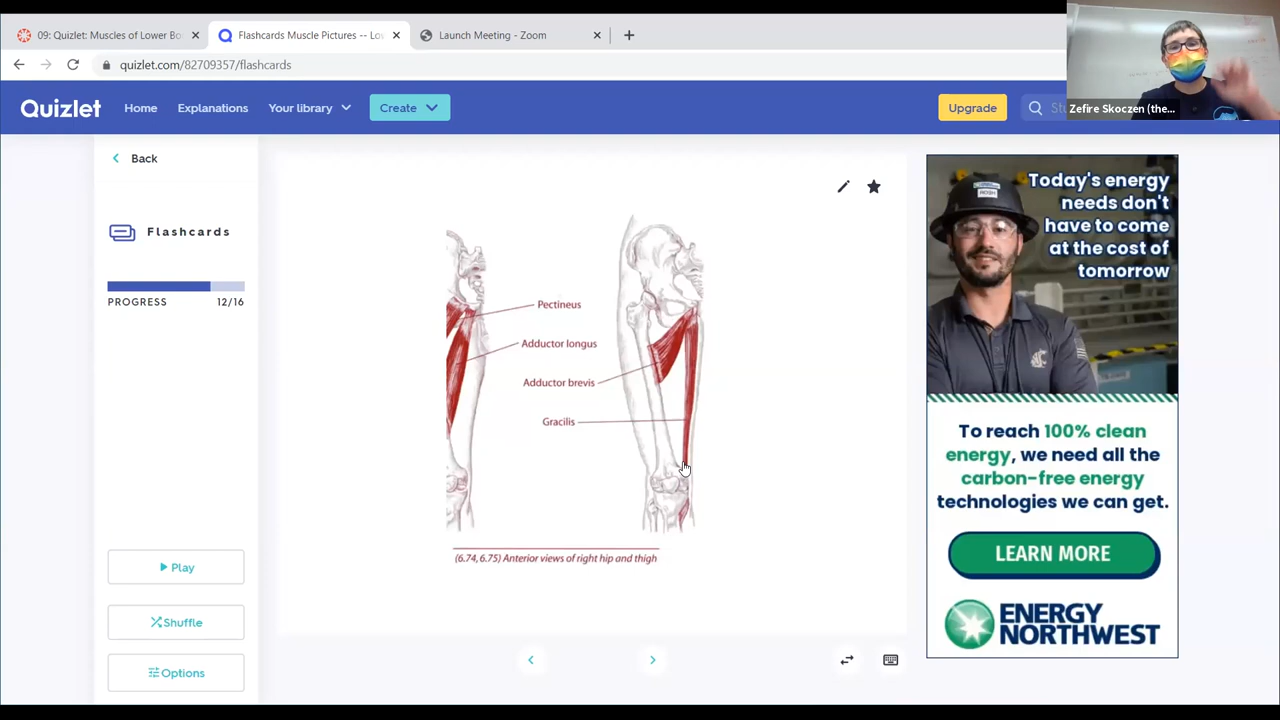 09: Quizlet: Muscles of Lower Bo
Flashcards Muscle Pictures -- Los
Launch Meeting - Zoom
quizlet.com/82709357/flashcards
Zefire Skoczen (the...
Quizlet
Home
Explanations
Your library
Create
Upgrade
Back
Flashcards
PROGRESS
12/16
Play
Shuffle
Options
Pectineus
Adductor longus
Adductor brevis
Gracilis
(6.74, 6.75) Anterior views of right hip and thigh
Today's energy
needs don't
have to come
at the cost of
tomorrow
To reach 100% clean
energy, we need all the
carbon-free energy
technologies we can get.
LEARN MORE
ENERGY
NORTHWEST